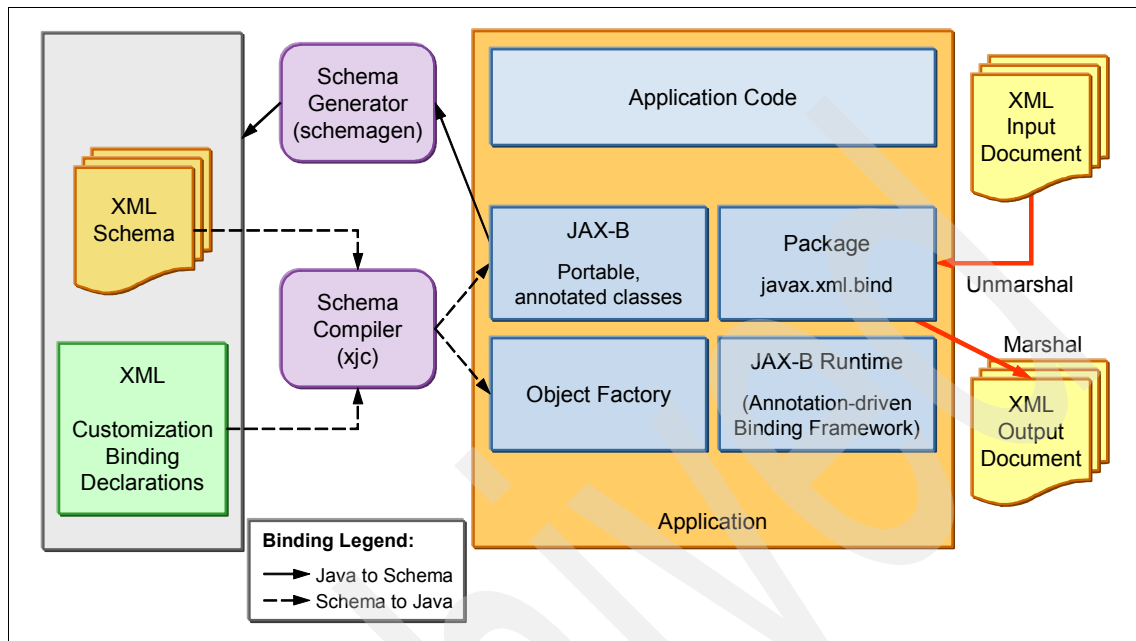 Schema
Generator
(schemagen)
Application Code
XML
Input
Document
XML
Schema
JAX-B
Portable,
annotated classes
Package
javax.xml.bind
Unmarshal
Schema
Compiler
(xjc)
Marshal
XML
Customization
Binding
Declarations
Object Factory
JAX-B Runtime
(Annotation-driven
Binding Framework)
XML
Output
Document
Application
Binding Legend:
Java to Schema
Schema to Java